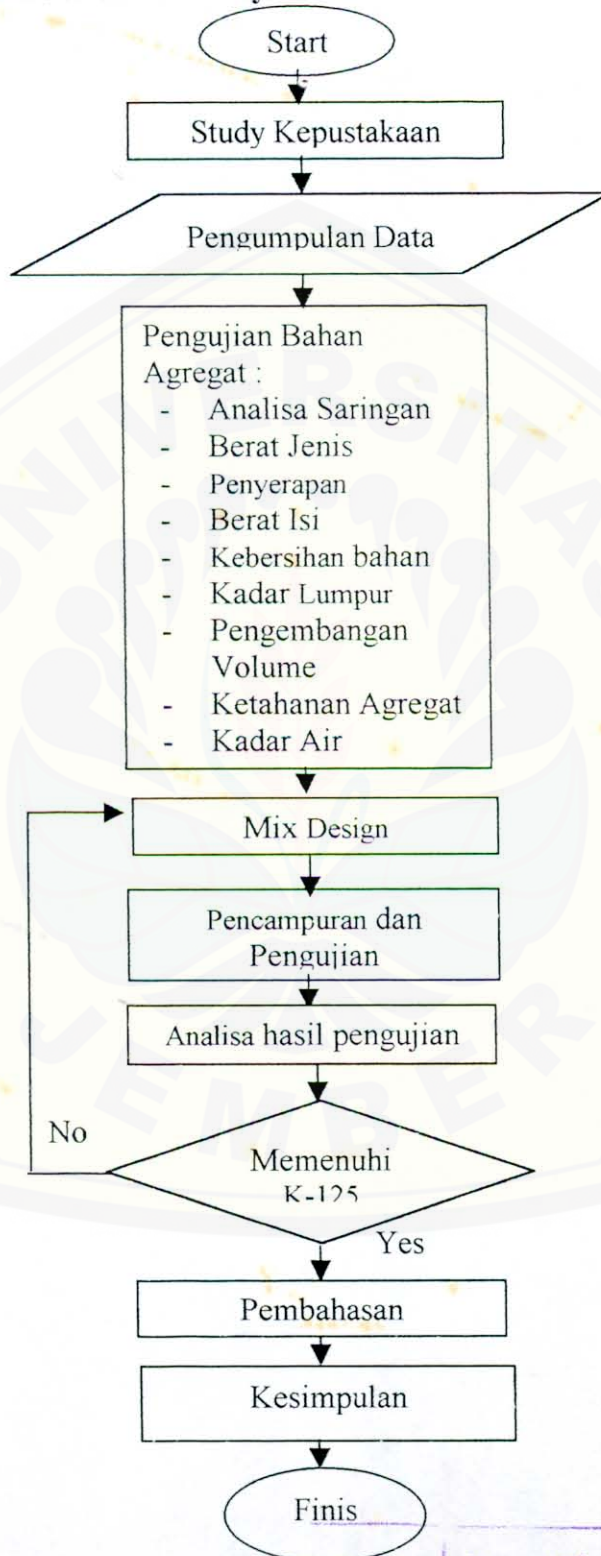 Start
Study Kepustakaan
Pengumpulan Data
Pengujian Bahan
Agregat :
- Analisa Saringan
- Berat Jenis
- Penyerapan
- Berat Isi
- Kebersihan bahan
- Kadar Lumpur
- Pengembangan
Volume
- Ketahanan Agregat
- Kadar Air
Mix Design
Pencampuran dan
Pengujian
Analisa hasil pengujian
No
Memenuhi
K-125
Yes
Pembahasan
Kesimpulan
Finis
UNIVERSITAS
JEMBER